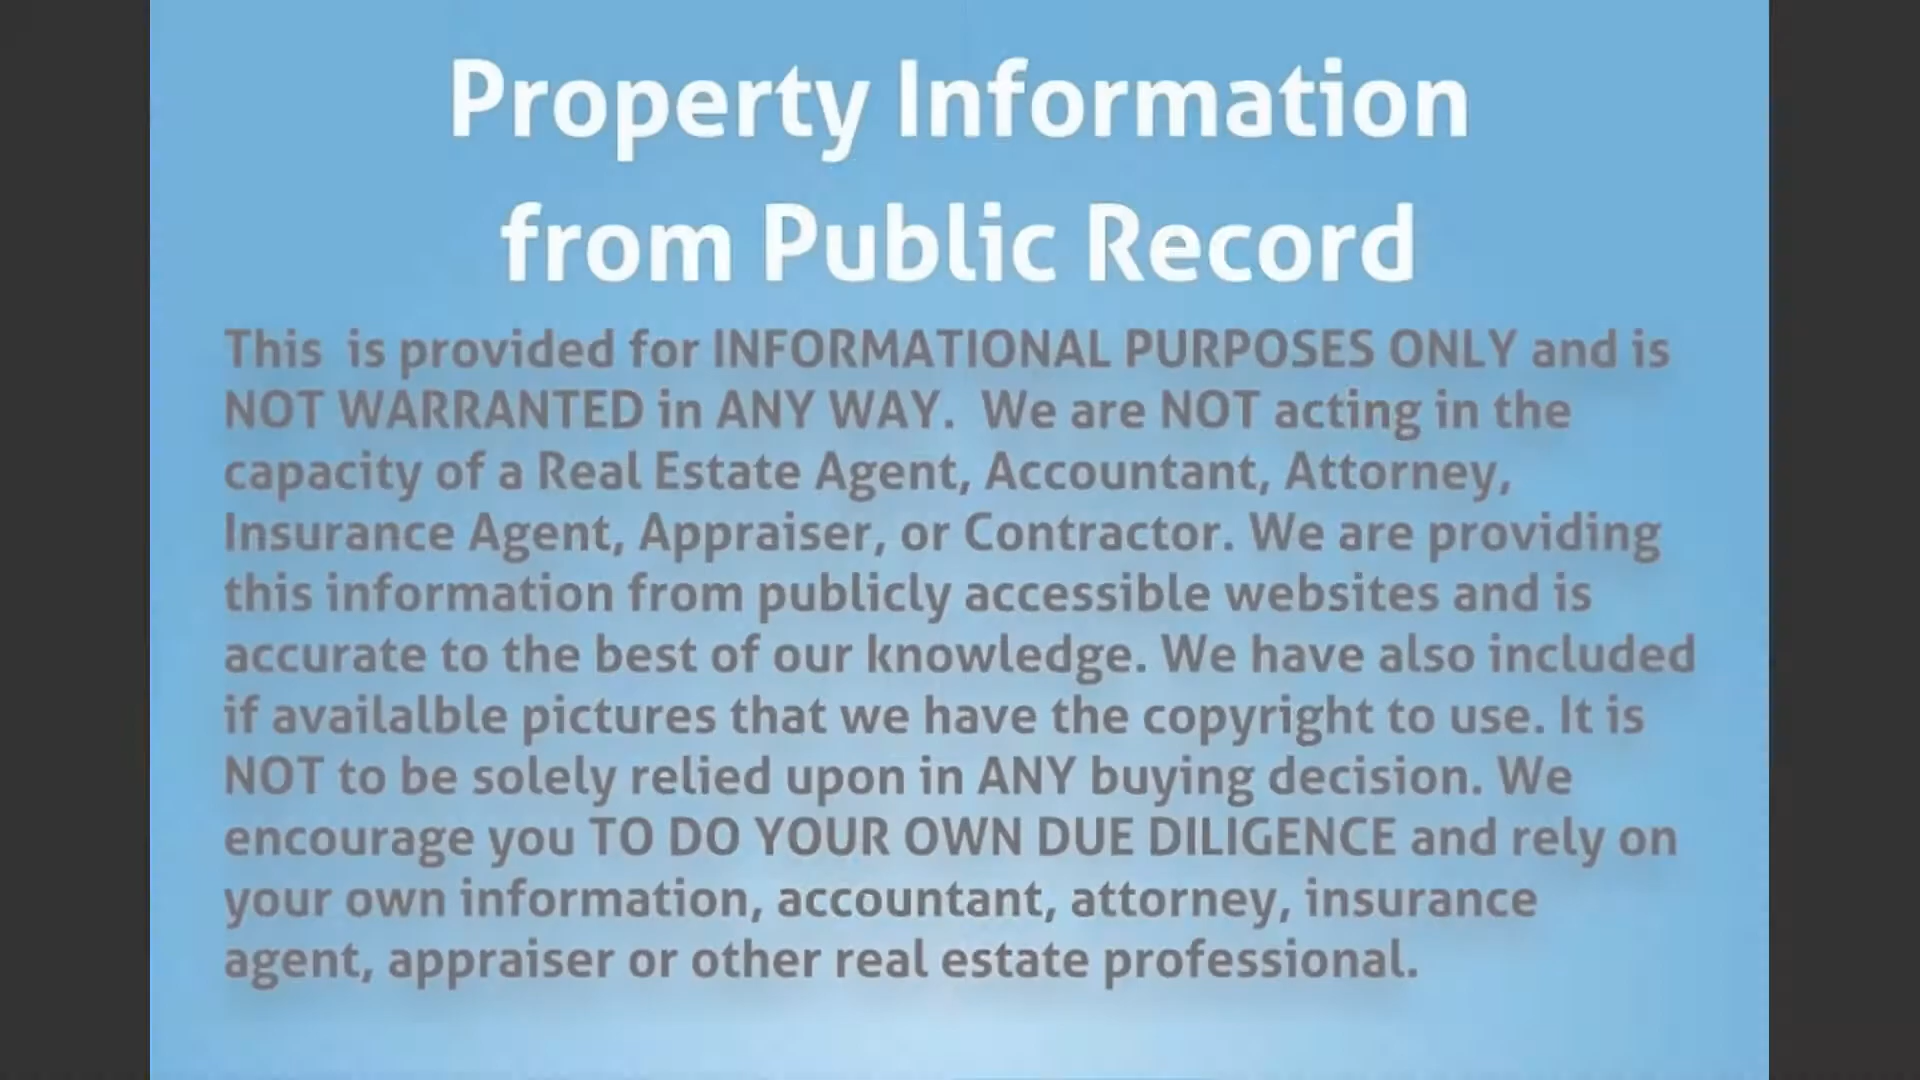 Property Information
from Public Record
This  is provided for INFORMATIONAL PURPOSES ONLY and is
NOT WARRANTED in ANY WAY.  We are NOT acting in the
capacity of a Real Estate Agent, Accountant, Attorney,
Insurance Agent, Appraiser, or Contractor. We are providing
this information from publicly accessible websites and is
accurate to the best of our knowledge. We have also included
if availalble pictures that we have the copyright to use. It is
NOT to be solely relied upon in ANY buying decision. We
encourage you TO DO YOUR OWN DUE DILIGENCE and rely on
your own information, accountant, attorney, insurance
agent, appraiser or other real estate professional.